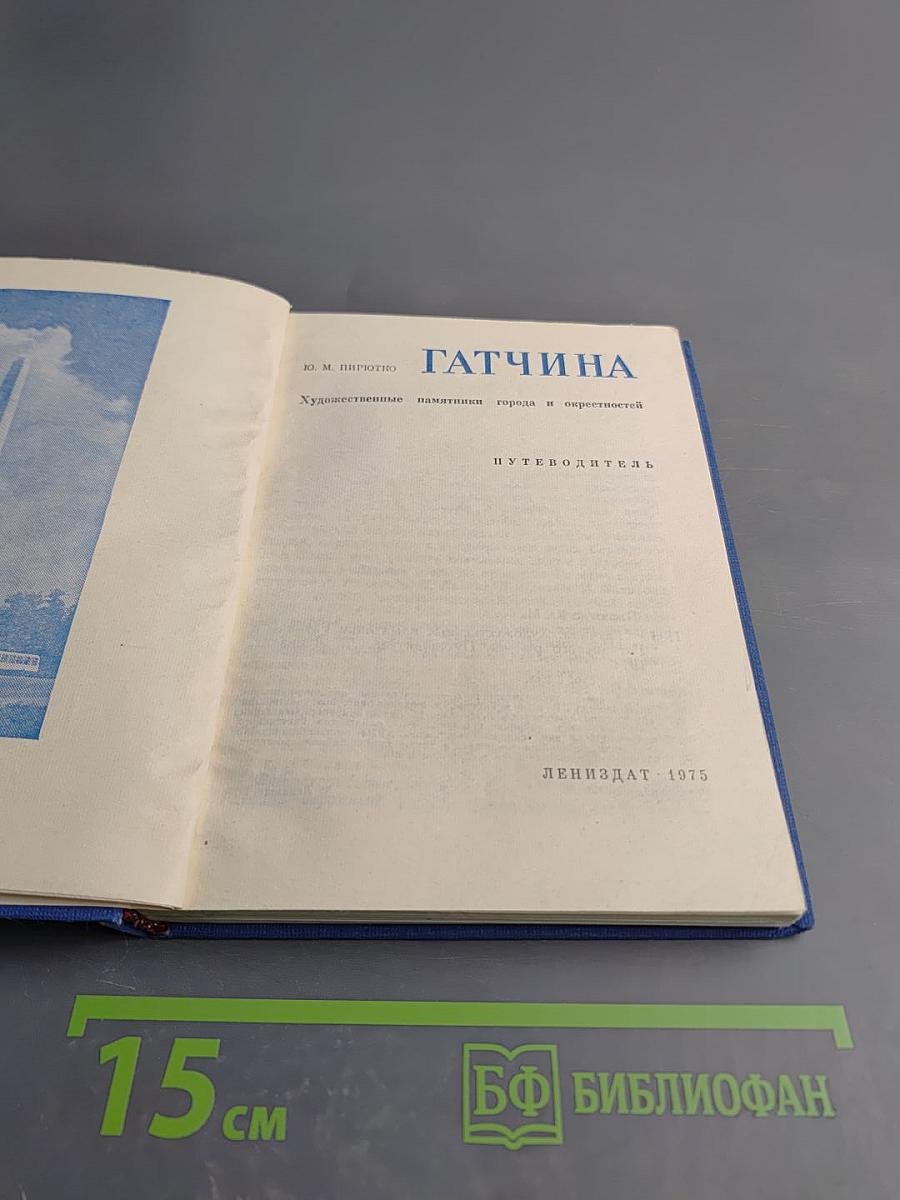 Ю. М. ПИРЮТКО ГАТЧИНА
Художественные памятники города и окрестностей
ПУТЕВОДИТЕЛЬ
ЛЕНИЗДАТ · 1975
15 см
БФ БИБЛИОФАН